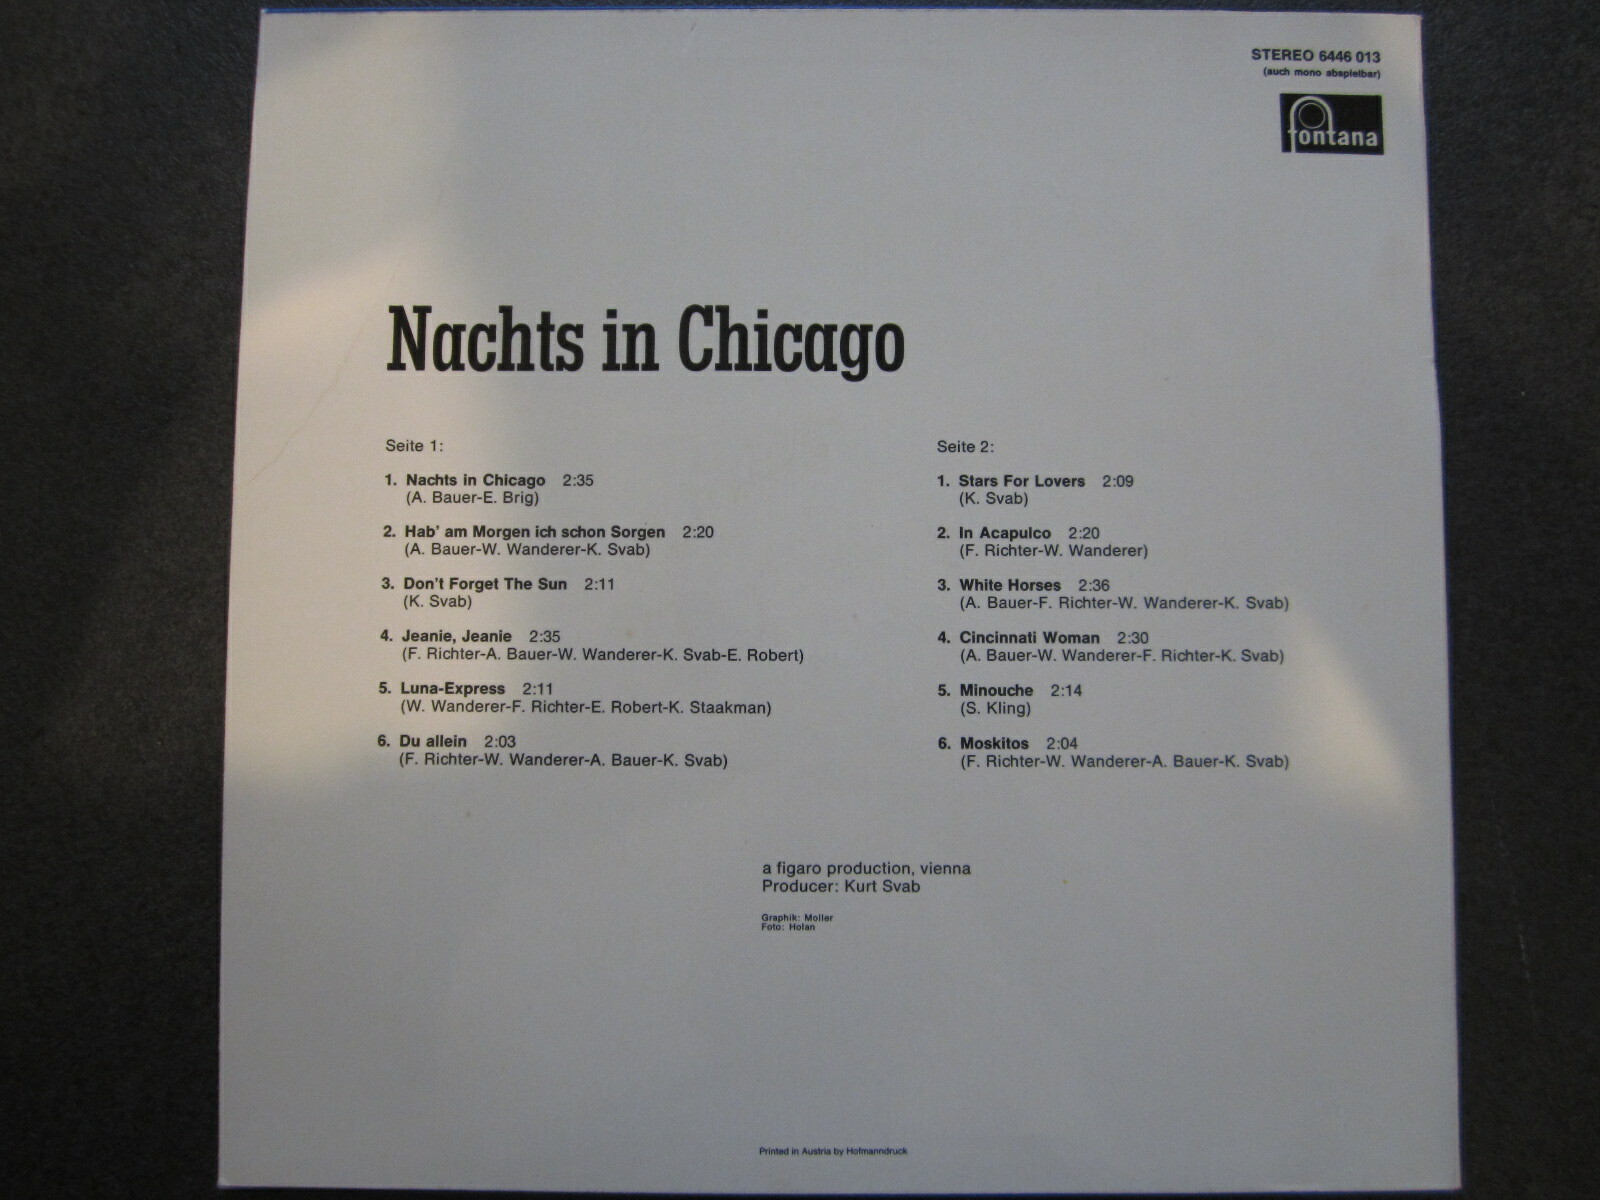 STEREO 6446 013
(auch mono abspielbar)
fontana
Nachts in Chicago
Seite 1:
1. Nachts in Chicago 2:35
(A. Bauer-E. Brig)
2. Hab' am Morgen ich schon Sorgen 2:20
(A. Bauer-W. Wanderer-K. Svab)
3. Don't Forget The Sun 2:11
(K. Svab)
4. Jeanie, Jeanie 2:35
(F. Richter-A. Bauer-W. Wanderer-K. Svab-E. Robert)
5. Luna-Express 2:11
(W. Wanderer-F. Richter-E. Robert-K. Staakman)
6. Du allein 2:03
(F. Richter-W. Wanderer-A. Bauer-K. Svab)
Seite 2:
1. Stars For Lovers 2:09
(K. Svab)
2. In Acapulco 2:20
(F. Richter-W. Wanderer)
3. White Horses 2:36
(A. Bauer-F. Richter-W. Wanderer-K. Svab)
4. Cincinnati Woman 2:30
(A. Bauer-W. Wanderer-F. Richter-K. Svab)
5. Minouche 2:14
(S. Kling)
6. Moskitos 2:04
(F. Richter-W. Wanderer-A. Bauer-K. Svab)
a figaro production, vienna
Producer: Kurt Svab
Graphik: Moller
Foto: Holan
Printed in Austria by Hofmanndruck